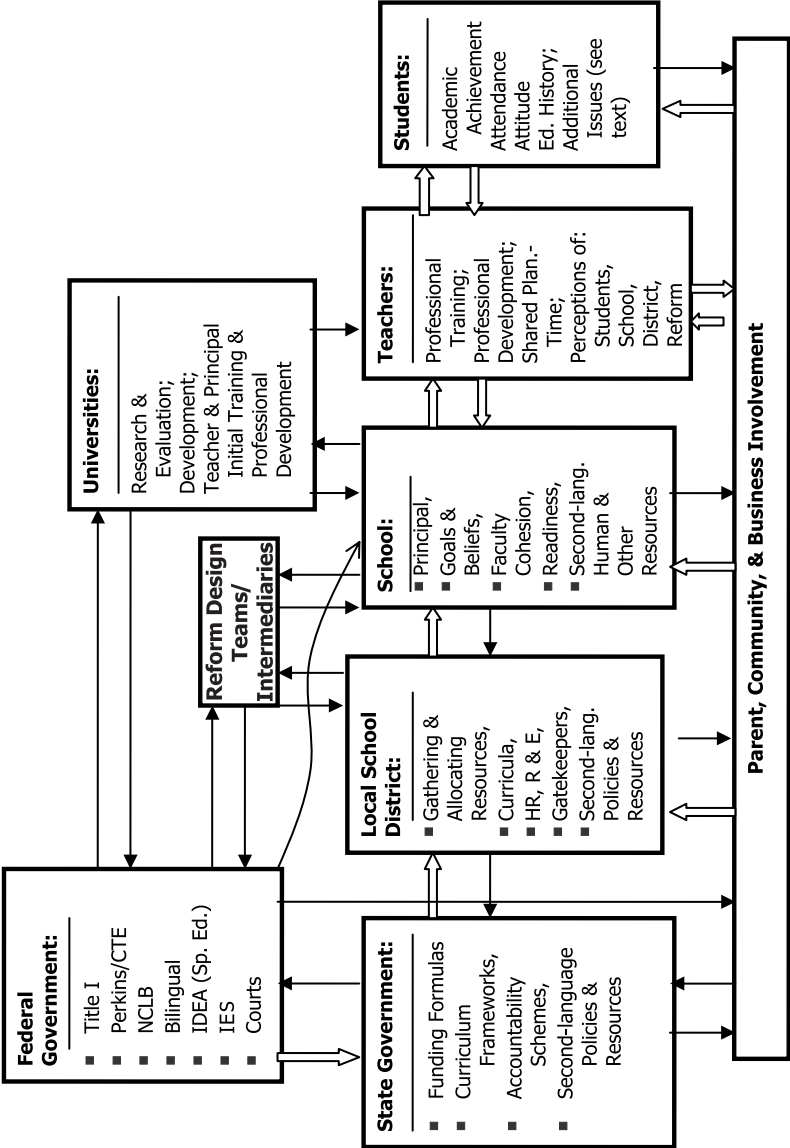 Federal
Government:
Title I
Perkins/CTE
NCLB
Bilingual
IDEA (Sp. Ed.)
IES
Courts
Universities:
Research &
Evaluation;
Development;
Teacher & Principal
Initial Training &
Professional
Development
Reform Design
Teams/
Intermediaries
State Government:
Funding Formulas
Curriculum
Frameworks,
Accountability
Schemes,
Second-language
Policies &
Resources
Local School
District:
Gathering &
Allocating
Resources,
Curricula,
HR, R & E,
Gatekeepers,
Second-lang.
Policies &
Resources
School:
Principal,
Goals &
Beliefs,
Faculty
Cohesion,
Readiness,
Second-lang.
Human &
Other
Resources
Teachers:
Professional
Training;
Professional
Development;
Shared Plan.-
Time;
Perceptions of:
Students,
School,
District,
Reform
Students:
Academic
Achievement
Attendance
Attitude
Ed. History;
Additional
Issues (see
text)
Parent, Community, & Business Involvement